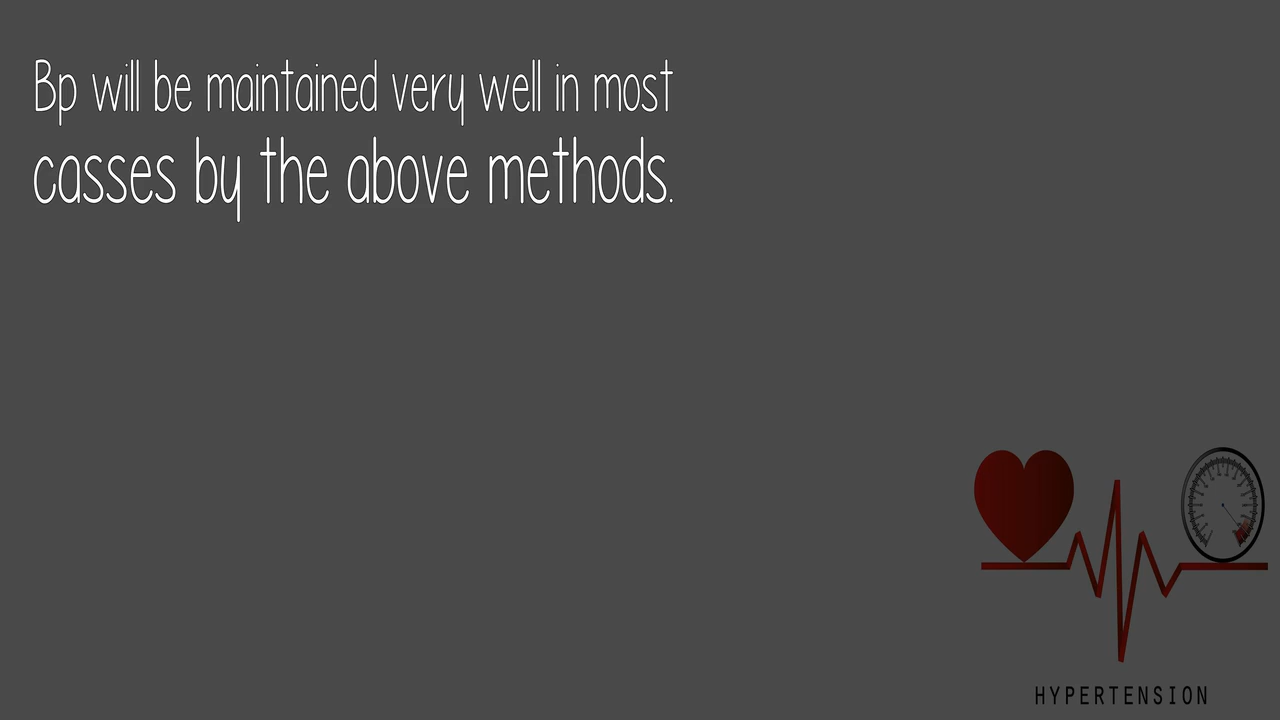 Bp will be maintained very well in most
casses by the above methods.
HYPERTENSION